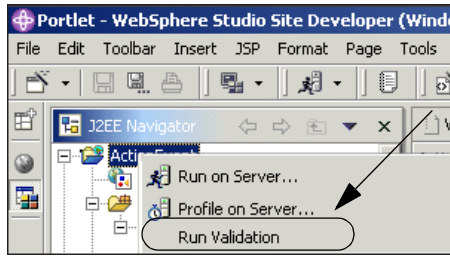 Portlet - WebSphere Studio Site Developer (Wind
File Edit Toolbar Insert JSP Format Page Tools
J2EE Navigator
Run on Server...
Profile on Server...
Run Validation